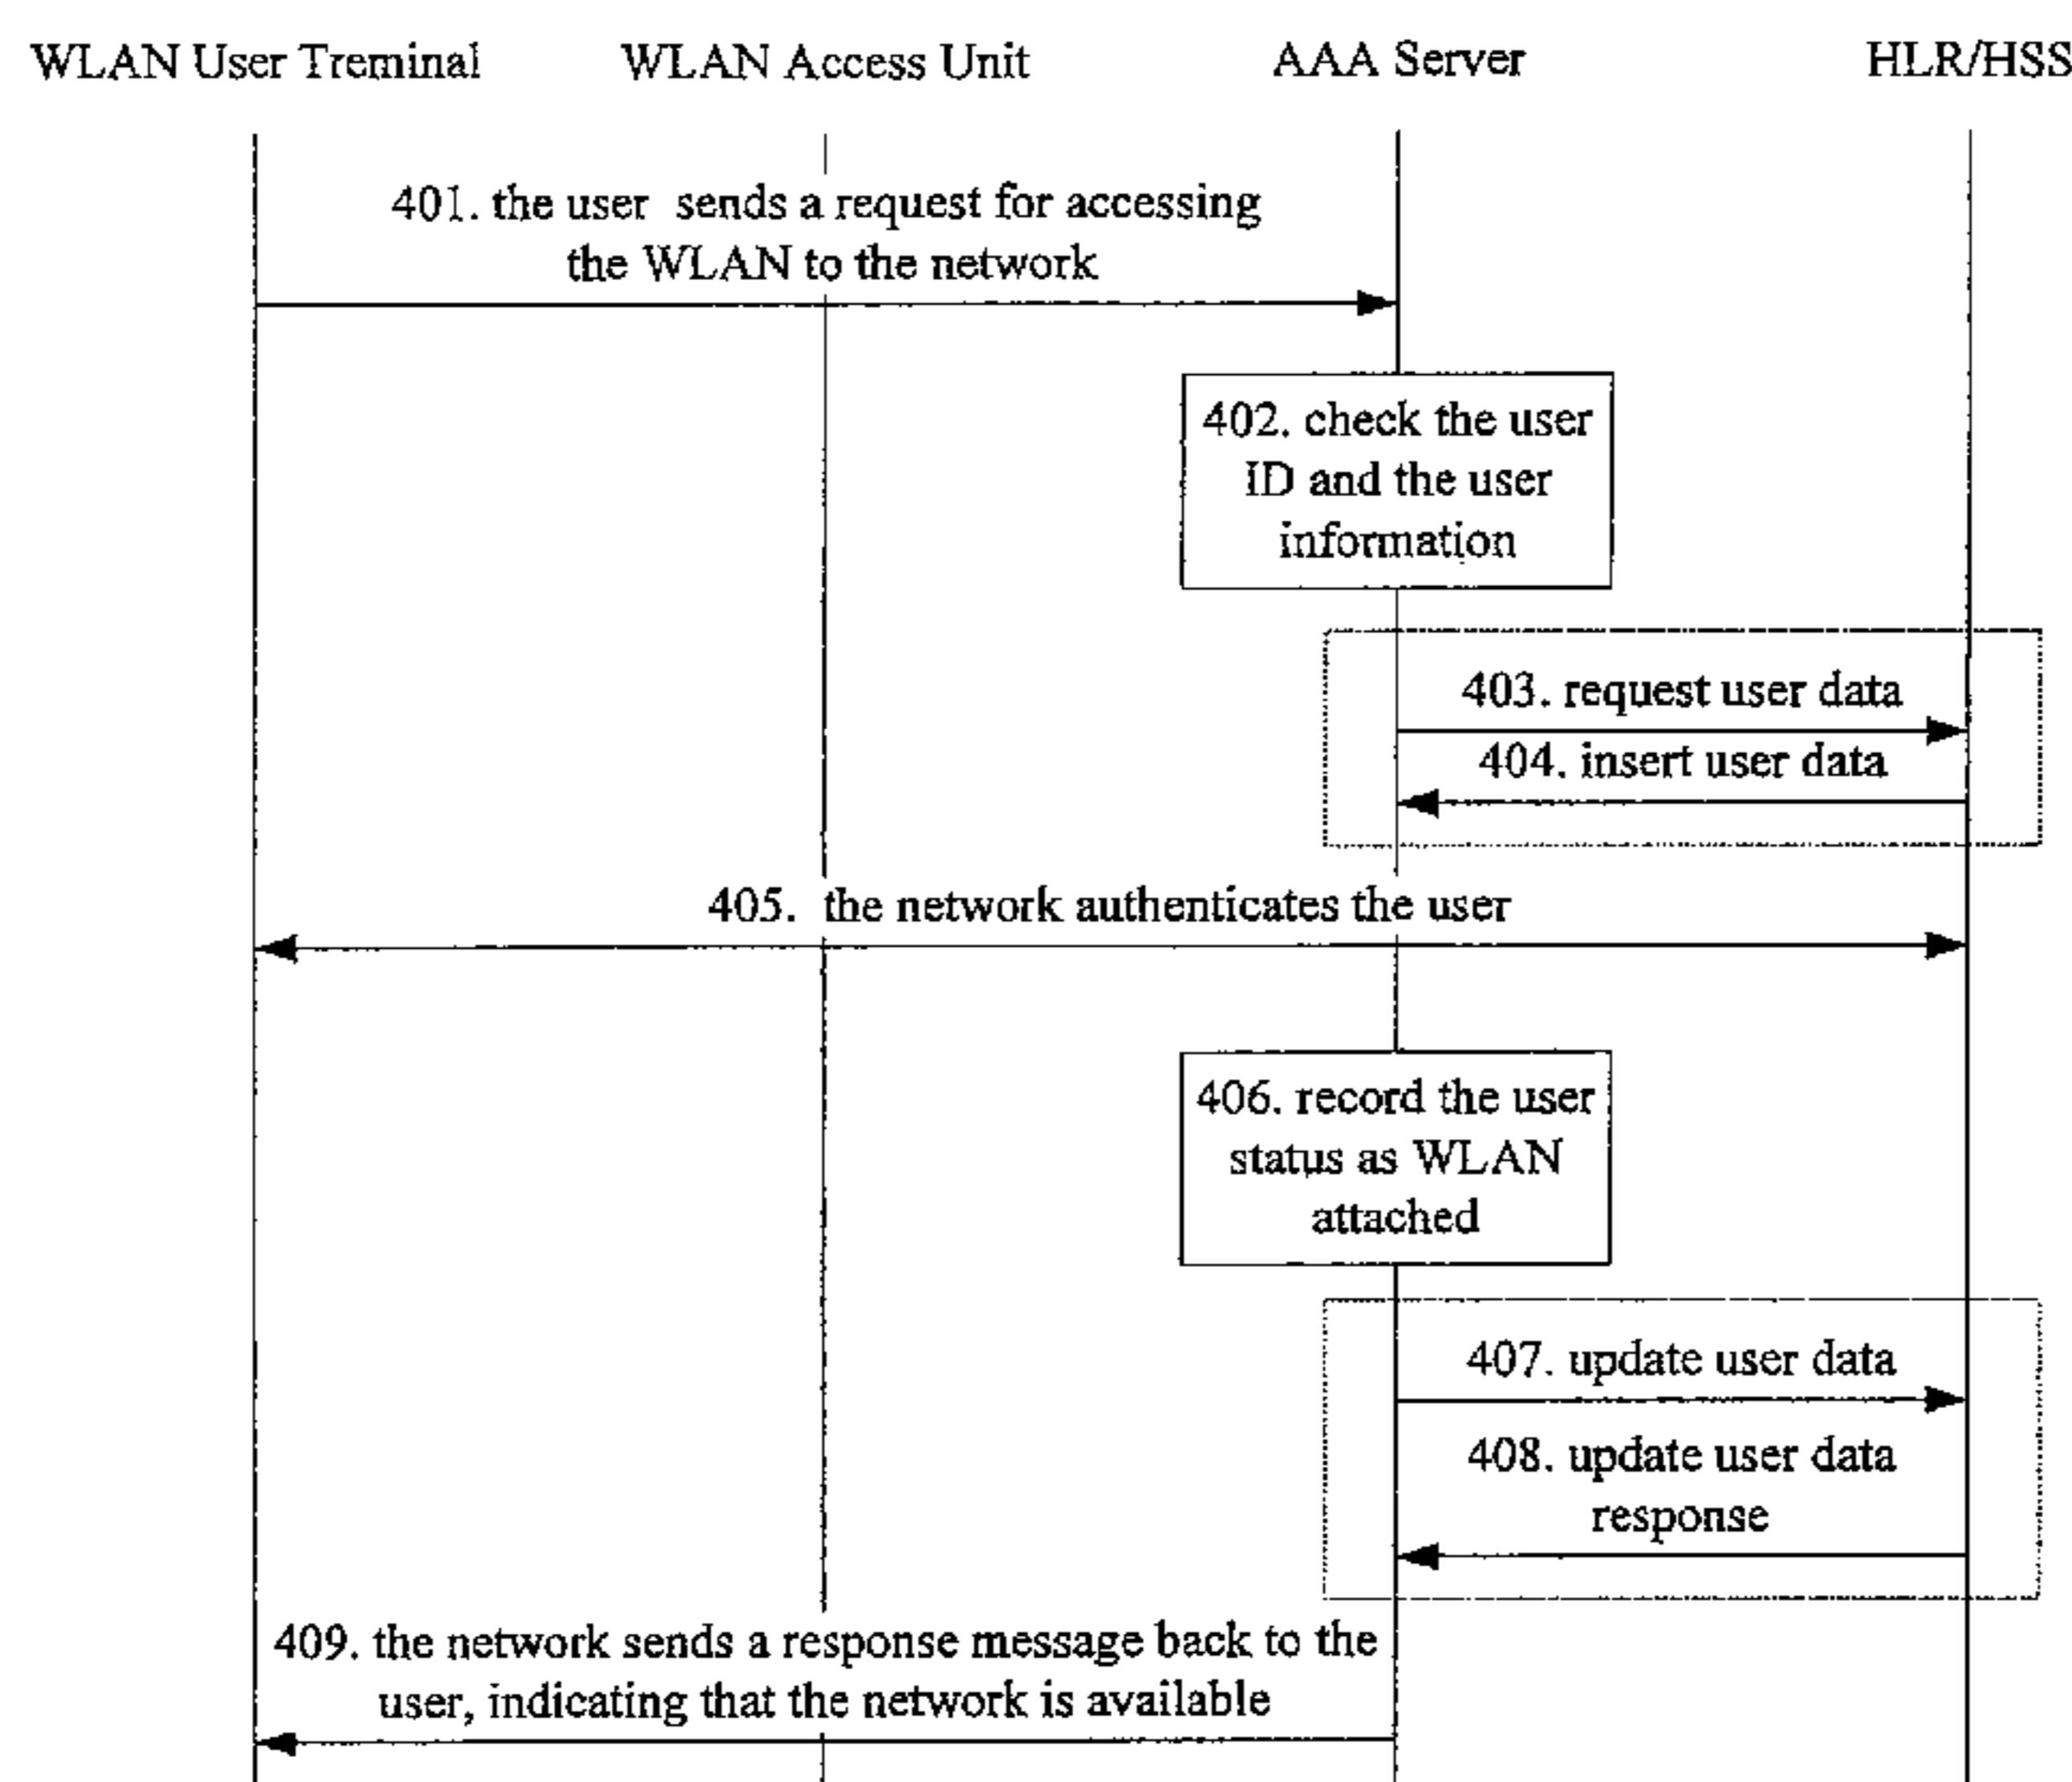 WLAN User Treminal
WLAN Access Unit
AAA Server
HLR/HSS
401. the user sends a request for accessing
the WLAN to the network
402. check the user
ID and the user
information
403. request user data
404. insert user data
405. the network authenticates the user
406. record the user
status as WLAN
attached
407. update user data
408. update user data
response
409. the network sends a response message back to the
user, indicating that the network is available